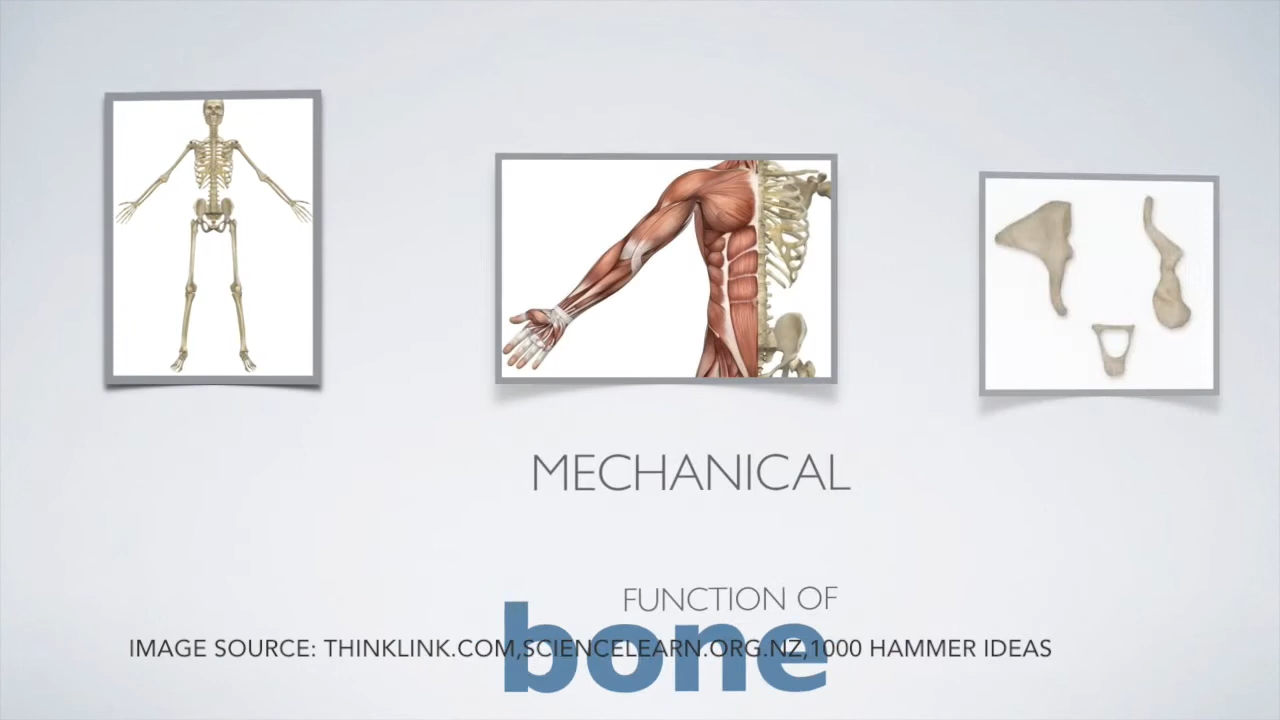 MECHANICAL
FUNCTION OF
bone
IMAGE SOURCE: THINKLINK.COM,SCIENCELEARN.ORG.NZ,1000 HAMMER IDEAS